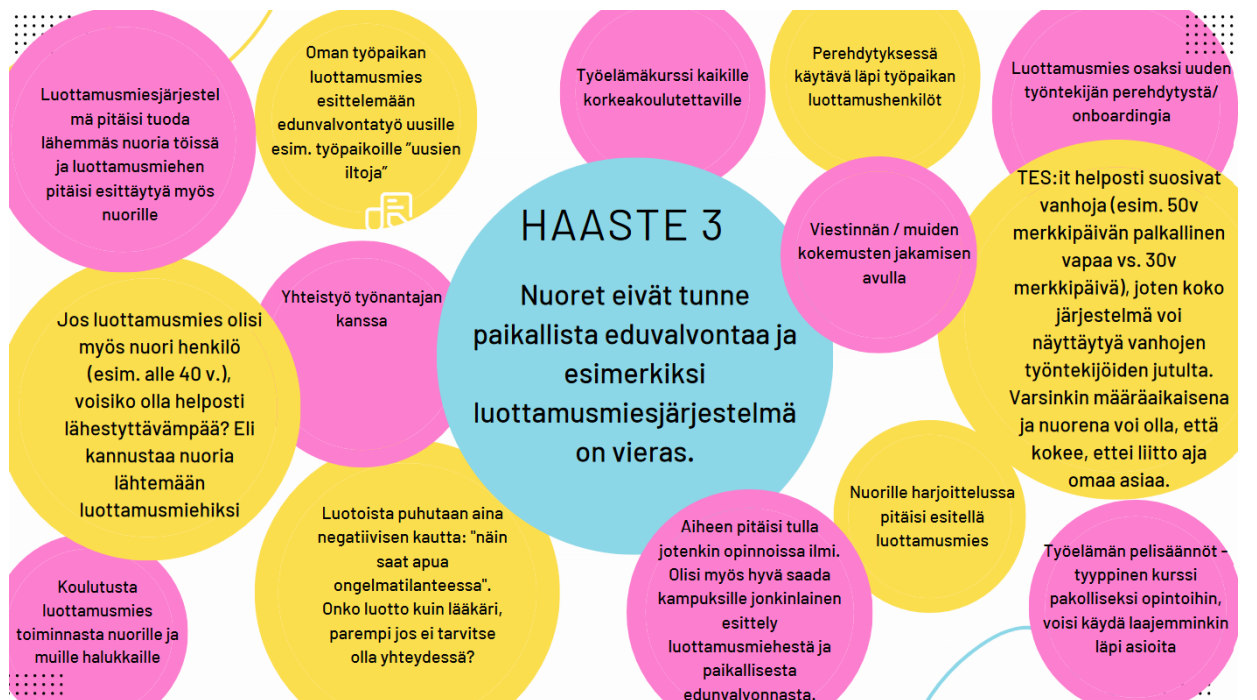 Luottamusmiesjärjestel
mä pitäisi tuoda
lähemmäs nuoria töissä
ja luottamusmiehen
pitäisi esittäytyä myös
nuorille
Oman työpaikan
luottamusmies
esittelemään
edunvalvontatyö uusille
esim. työpaikoille "uusien
iltoja"
Työelämäkurssi kaikille
korkeakoulutettaville
Perehdytyksessä
käytävä läpi työpaikan
luottamushenkilöt
Luottamusmies osaksi uuden
työntekijän perehdytystä/
onboardingia
HAASTE 3
Nuoret eivät tunne
paikallista eduvalvontaa ja
esimerkiksi
luottamusmiesjärjestelmä
on vieras.
Viestinnän / muiden
kokemusten jakamisen
avulla
TES:it helposti suosivat
vanhoja (esim. 50v
merkkipäivän palkallinen
vapaa vs. 30v
merkkipäivä), joten koko
järjestelmä voi
näyttäytyä vanhojen
työntekijöiden jutulta.
Varsinkin määräaikaisena
ja nuorena voi olla, että
kokee, ettei liitto aja
omaa asiaa.
Yhteistyö työnantajan
kanssa
Jos luottamusmies olisi
myös nuori henkilö
(esim. alle 40 v.),
voisiko olla helposti
lähestyttävämpää? Eli
kannustaa nuoria
lähtemään
luottamusmiehiksi
Luotoista puhutaan aina
negatiivisen kautta: "näin
saat apua
ongelmatilanteessa".
Onko luotto kuin lääkäri,
parempi jos ei tarvitse
olla yhteydessä?
Nuorille harjoittelussa
pitäisi esitellä
luottamusmies
Aiheen pitäisi tulla
jotenkin opinnoissa ilmi.
Olisi myös hyvä saada
kampuksille jonkinlainen
esittely
luottamusmiehestä ja
paikallisesta
edunvalvonnasta.
Työelämän pelisäännöt -
tyyppinen kurssi
pakolliseksi opintoihin,
voisi käydä laajemminkin
läpi asioita
Koulutusta
luottamusmies
toiminnasta nuorille ja
muille halukkaille